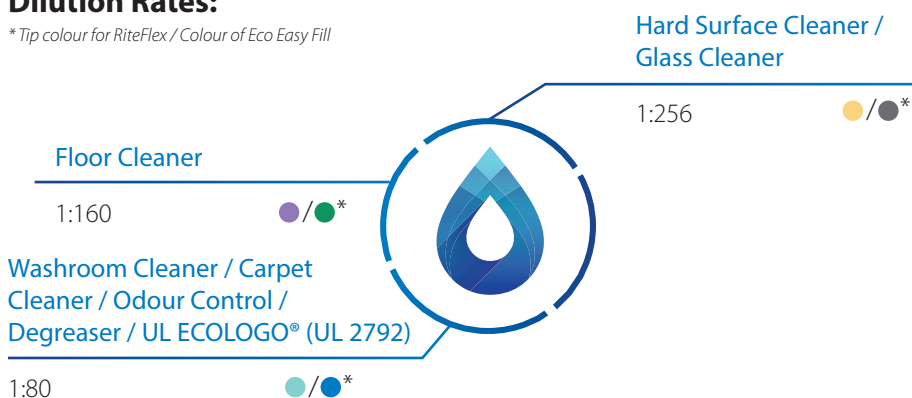 Dilution Rates:
* Tip colour for RiteFlex / Colour of Eco Easy Fill
Hard Surface Cleaner /
Glass Cleaner
1:256 /*
Floor Cleaner
1:160 /*
Washroom Cleaner / Carpet
Cleaner / Odour Control /
Degreaser / UL ECOLOGO® (UL 2792)
1:80 /*